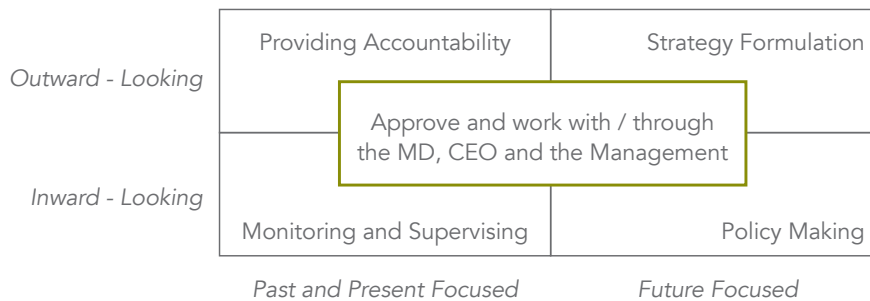 Providing Accountability
Strategy Formulation
Outward - Looking
Approve and work with / through
the MD, CEO and the Management
Inward - Looking
Monitoring and Supervising
Policy Making
Past and Present Focused
Future Focused